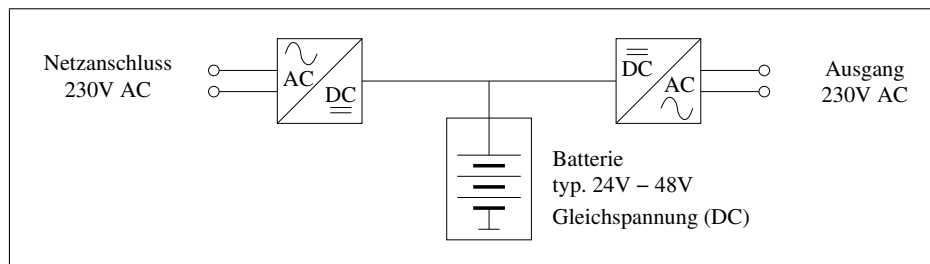 Netzanschluss
230V AC
AC
DC
DC
AC
Ausgang
230V AC
Batterie
typ. 24V – 48V
Gleichspannung (DC)